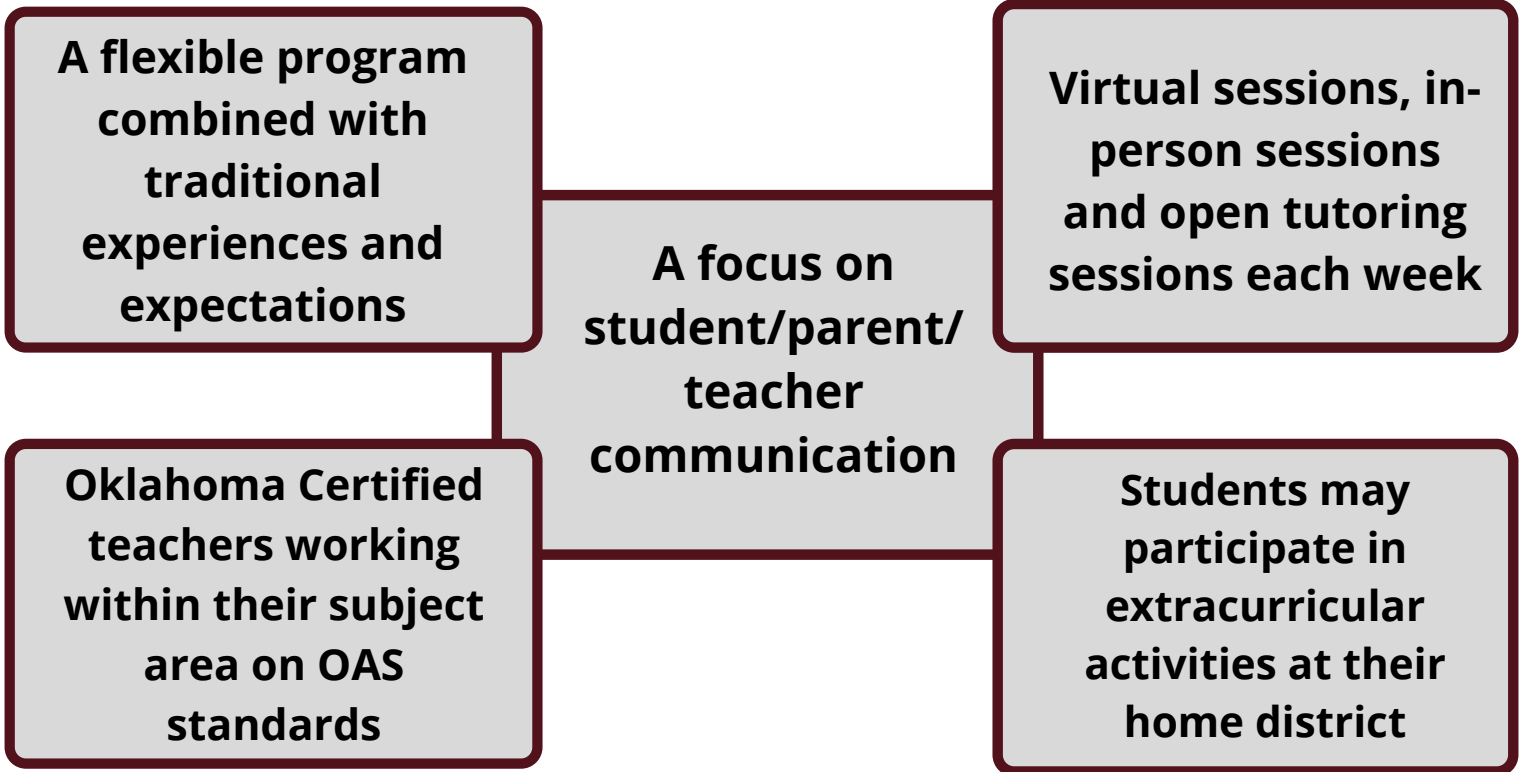 A flexible program
combined with
traditional
experiences and
expectations
Virtual sessions, in-
person sessions
and open tutoring
sessions each week
A focus on
student/parent/
teacher
communication
Oklahoma Certified
teachers working
within their subject
area on OAS
standards
Students may
participate in
extracurricular
activities at their
home district